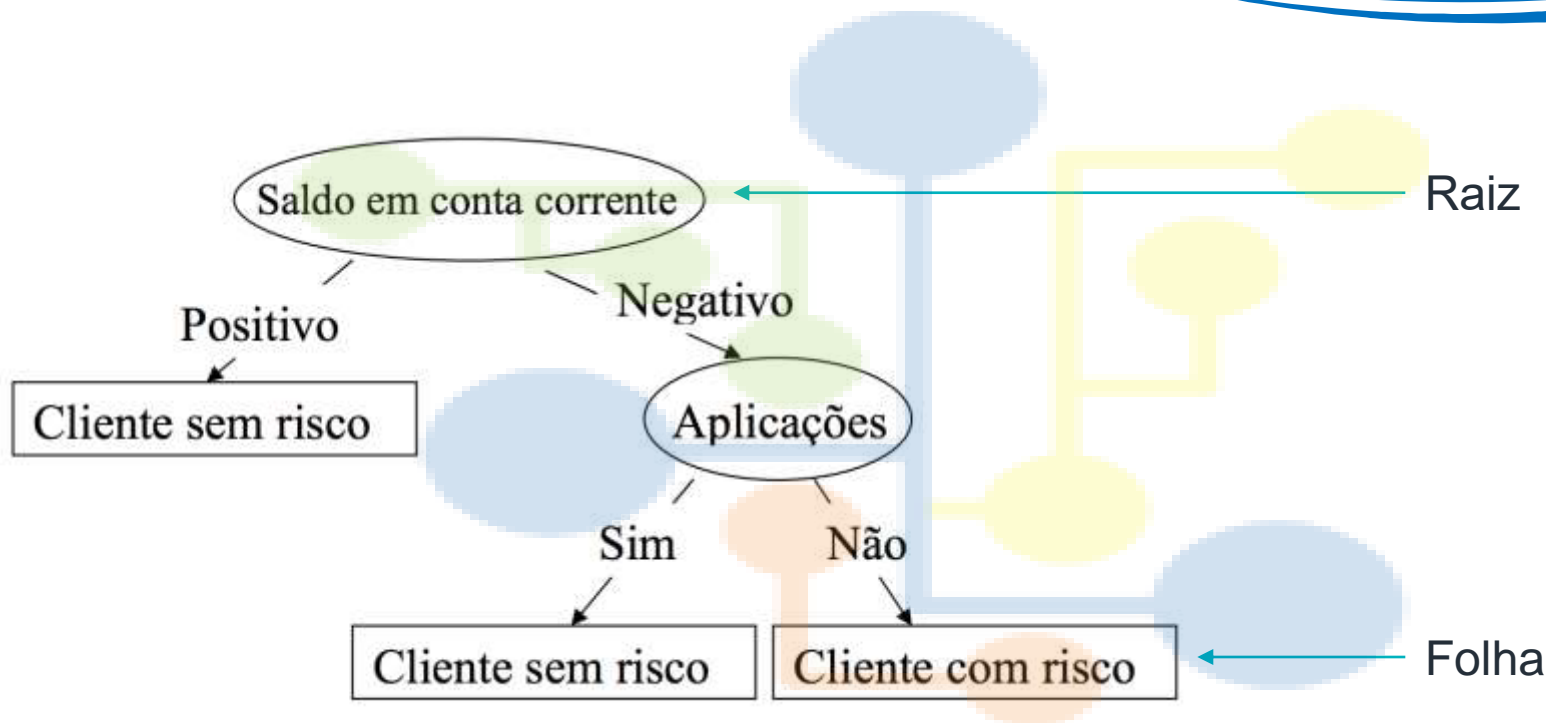 Saldo em conta corrente
Raiz
Positivo
Negativo
Cliente sem risco
Aplicações
Sim
Não
Cliente sem risco
Cliente com risco
Folha